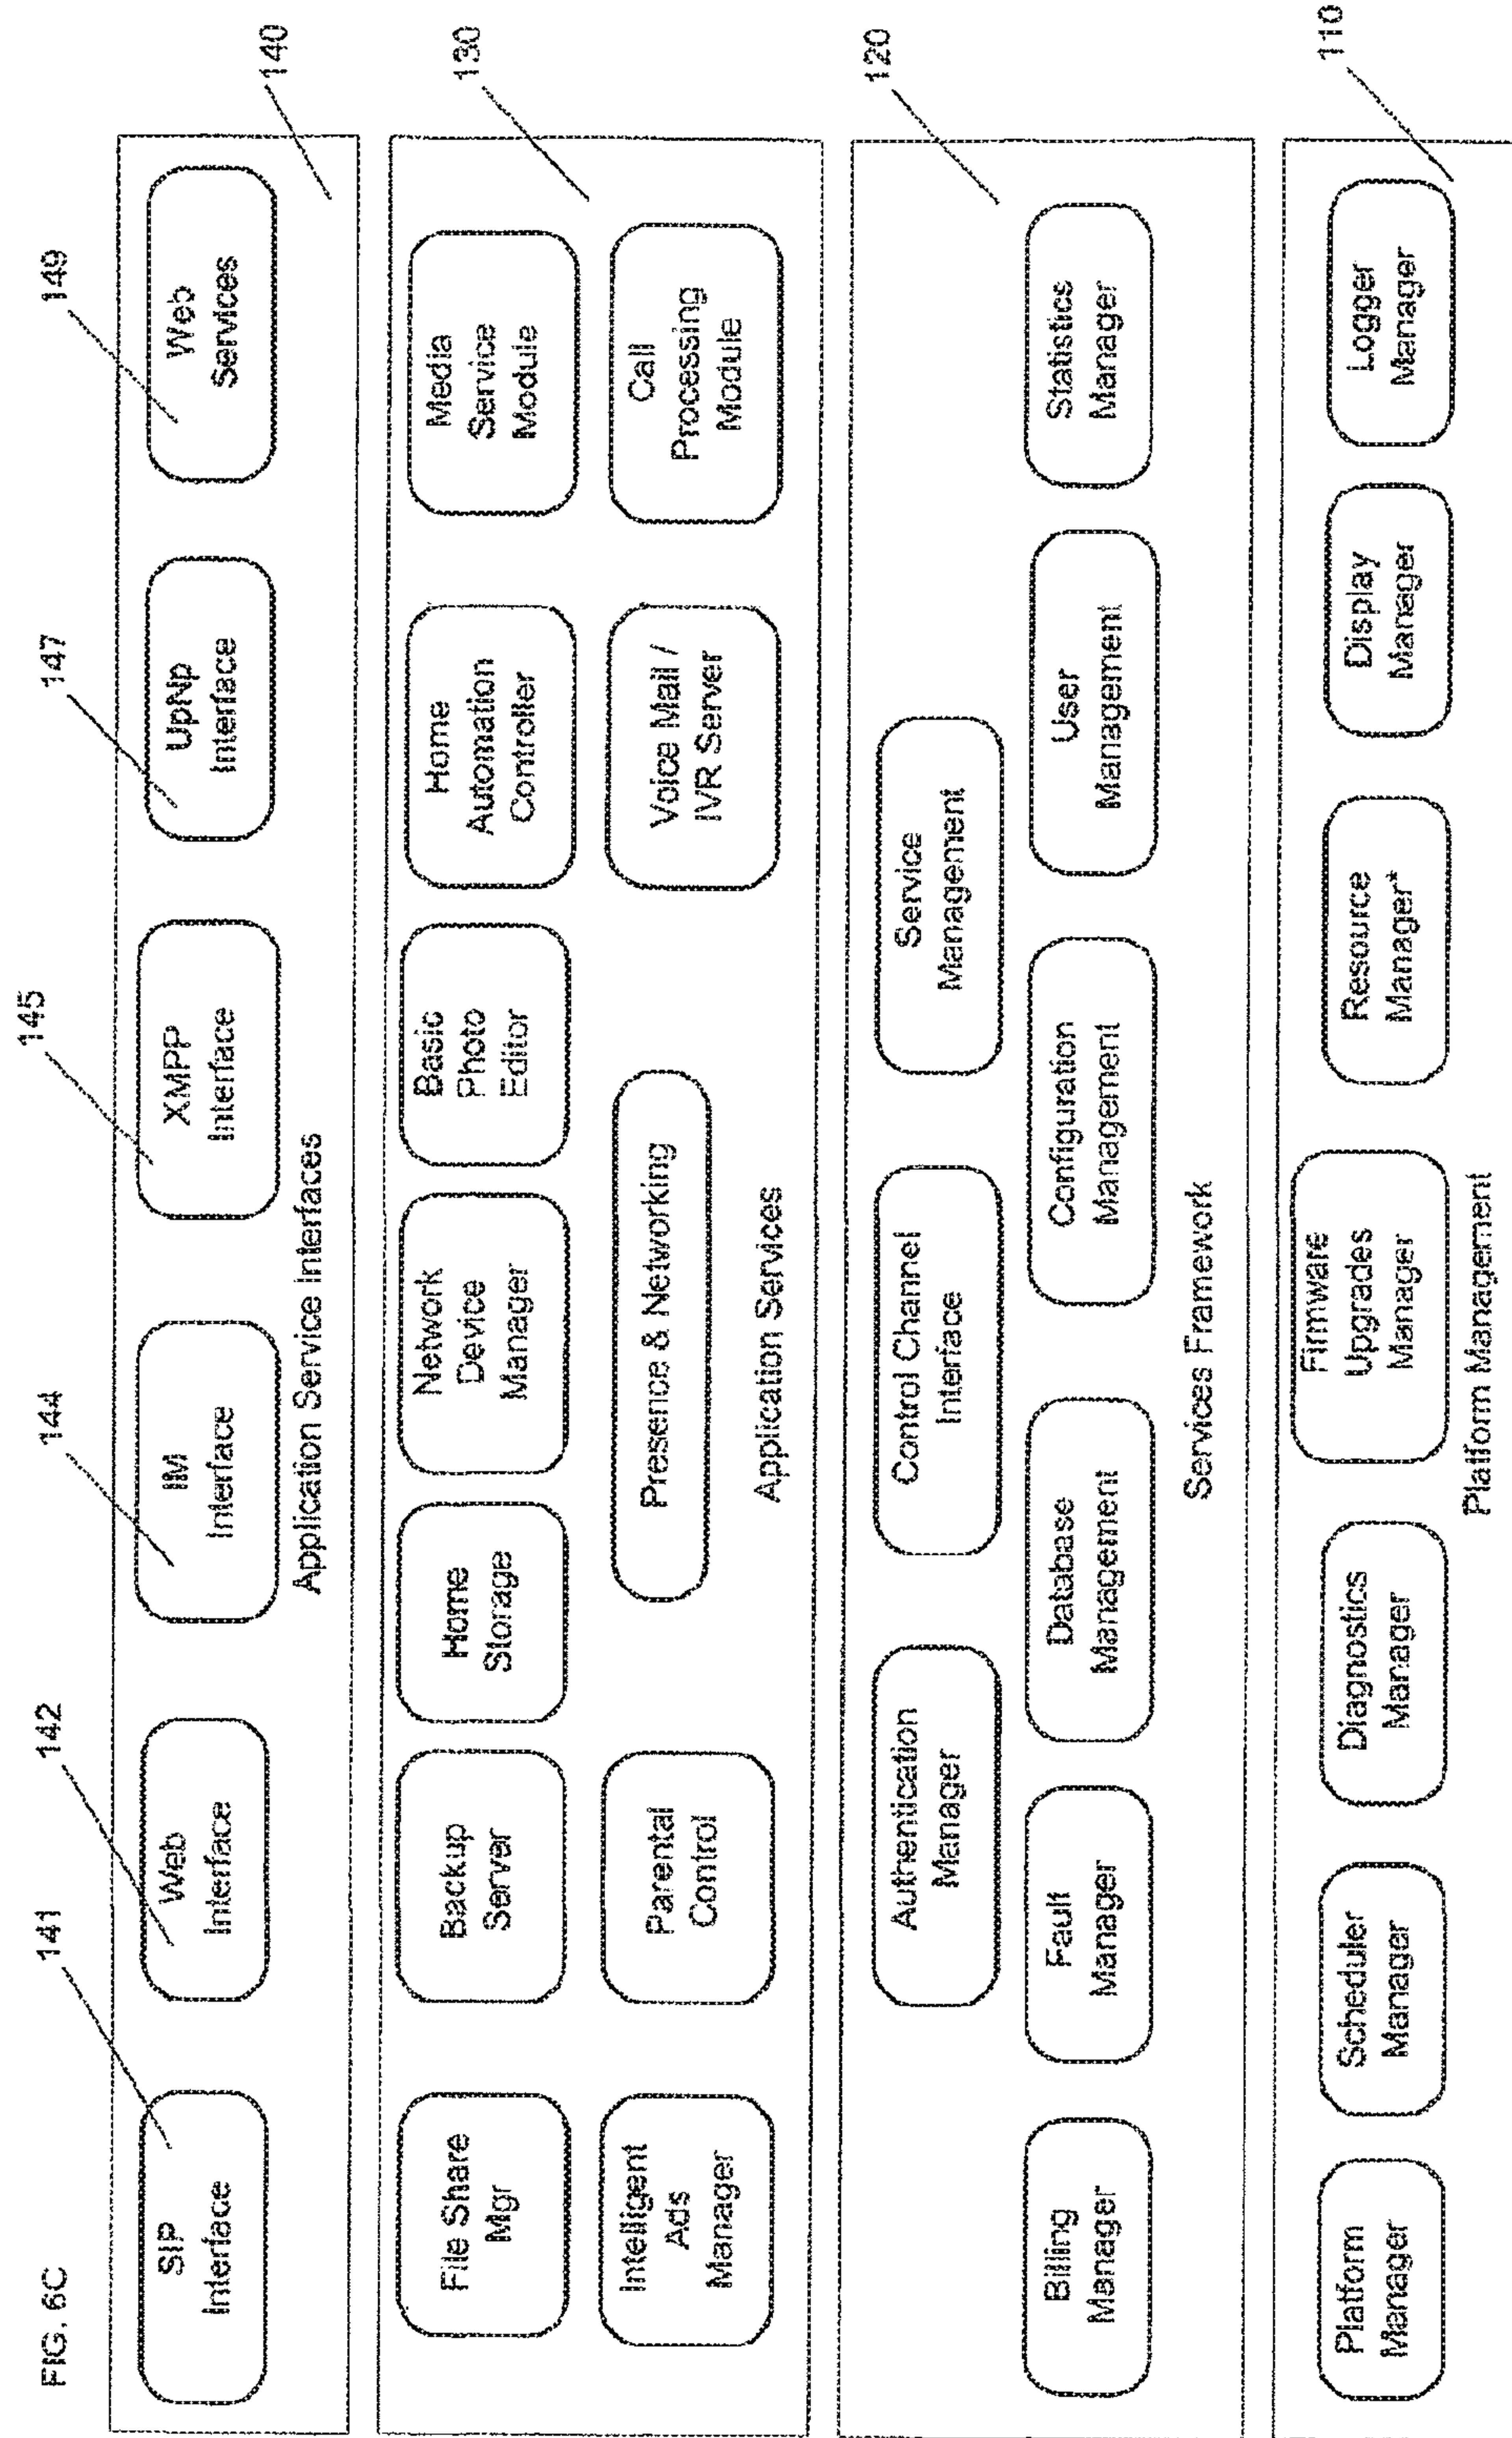 FIG. 6C
141
142
144
145
147
149
140
SIP
Interface
Web
Interface
IM
Interface
XMPP
Interface
UpNp
Interface
Web
Services
Application Service Interfaces
130
File Share
Mgr
Backup
Server
Home
Storage
Network
Device
Manager
Basic
Photo
Editor
Home
Automation
Controller
Media
Service
Module
Intelligent
Ads
Manager
Parental
Control
Presence & Networking
Voice Mail /
IVR Server
Call
Processing
Module
Application Services
120
Authentication
Manager
Control Channel
Interface
Service
Management
Billing
Manager
Fault
Manager
Database
Management
Configuration
Management
User
Management
Statistics
Manager
Services Framework
110
Platform
Manager
Scheduler
Manager
Diagnostics
Manager
Firmware
Upgrades
Manager
Resource
Manager*
Display
Manager
Logger
Manager
Platform Management